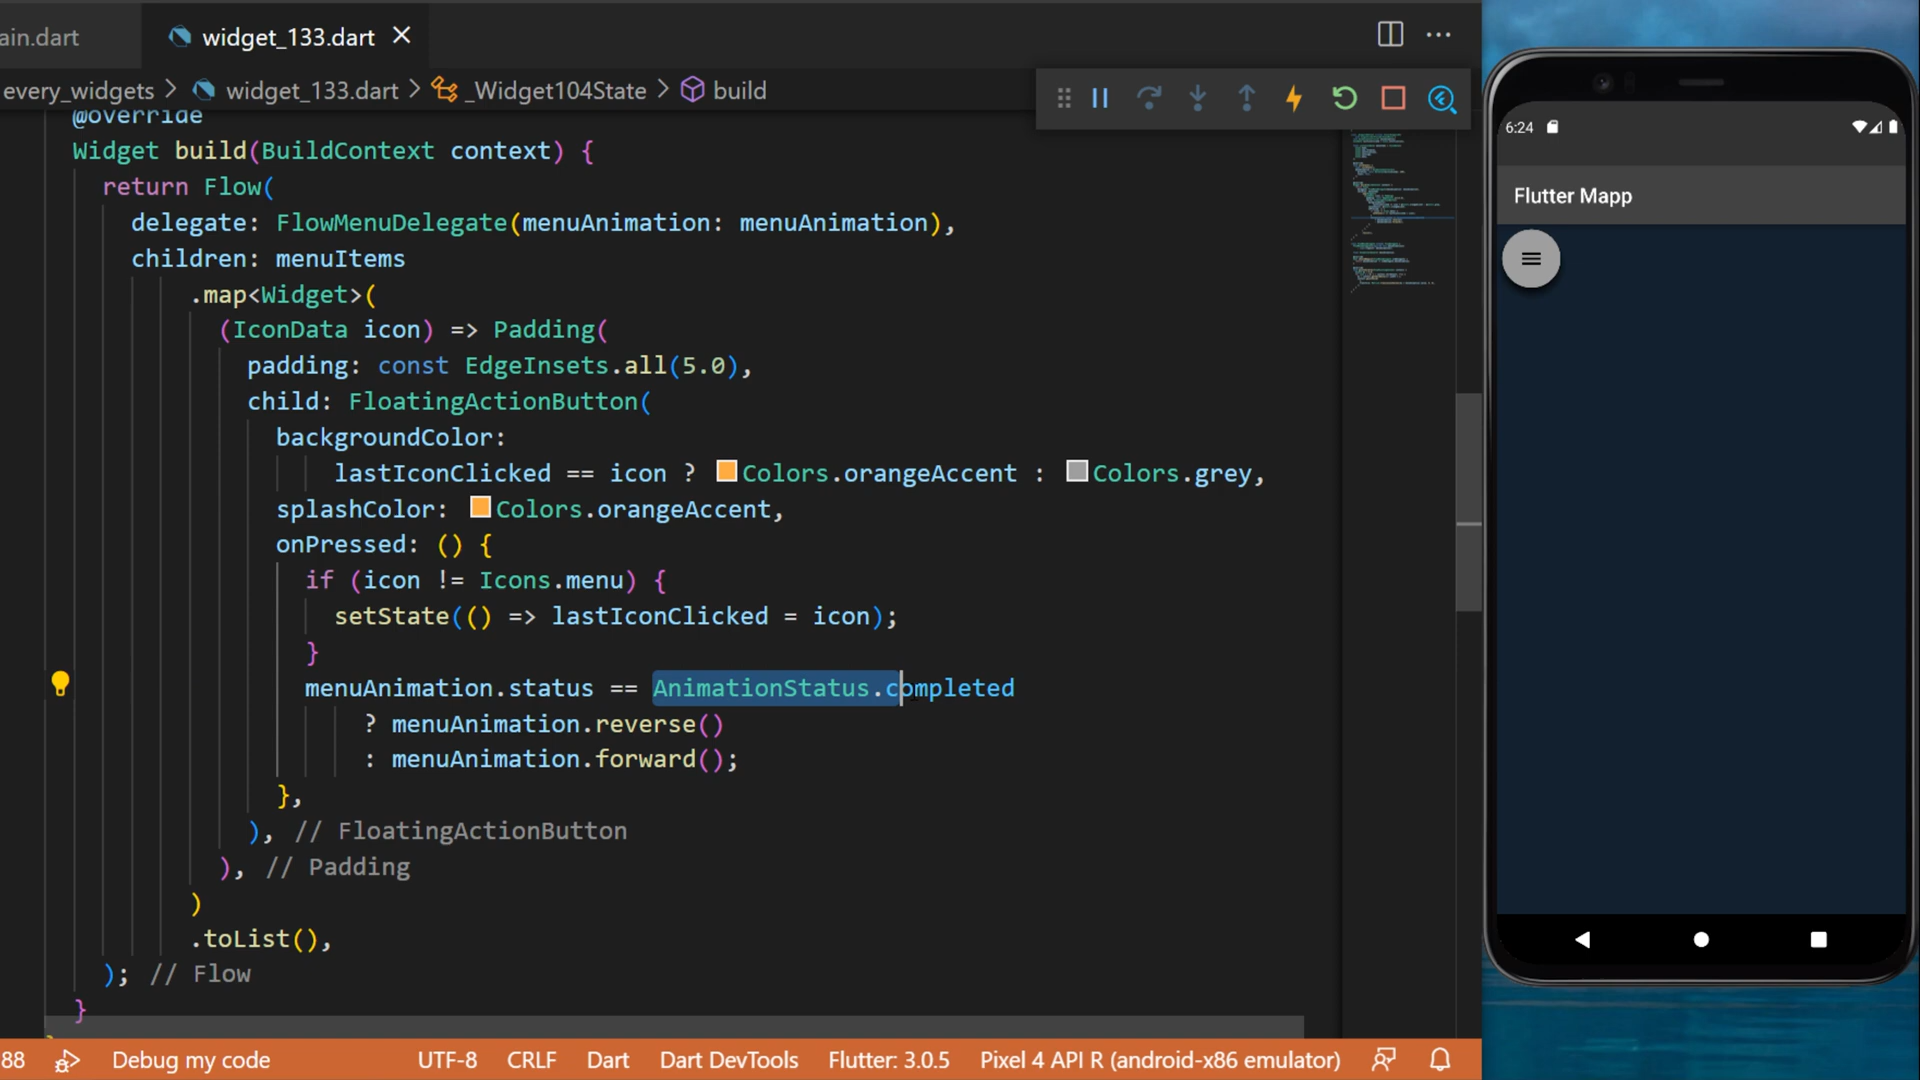 ain.dart
widget_133.dart
every_widgets > widget_133.dart > _Widget104State > build
@override
Widget build(BuildContext context) {
return Flow(
delegate: FlowMenuDelegate(menuAnimation: menuAnimation),
children: menuItems
.map<Widget>(
(IconData icon) => Padding(
padding: const EdgeInsets.all(5.0),
child: FloatingActionButton(
backgroundColor:
lastIconClicked == icon ? Colors.orangeAccent : Colors.grey,
splashColor: Colors.orangeAccent,
onPressed: () {
if (icon != Icons.menu) {
setState(() => lastIconClicked = icon);
}
menuAnimation.status == AnimationStatus.completed
? menuAnimation.reverse()
: menuAnimation.forward();
},
), // FloatingActionButton
), // Padding
)
.toList(),
); // Flow
}
88 Debug my code UTF-8 CRLF Dart Dart DevTools Flutter: 3.0.5 Pixel 4 API R (android-x86 emulator)
6:24
Flutter Mapp